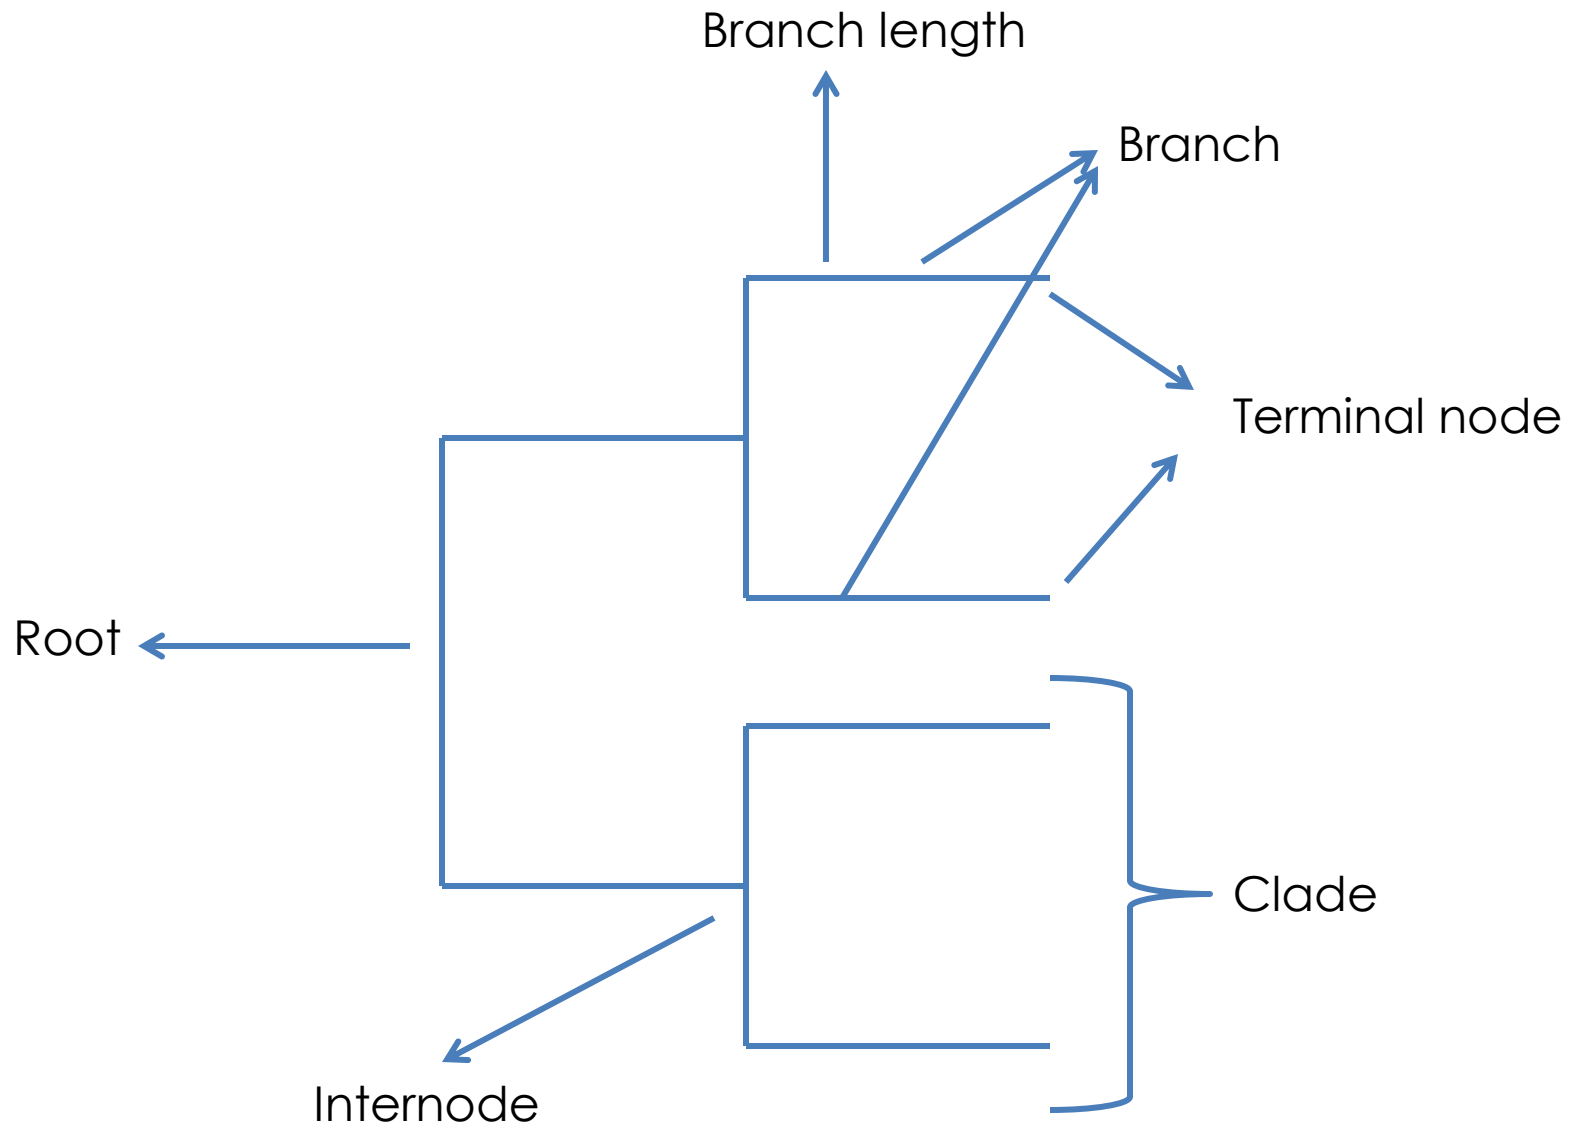 Branch length
Branch
Terminal node
Root
Clade
Internode